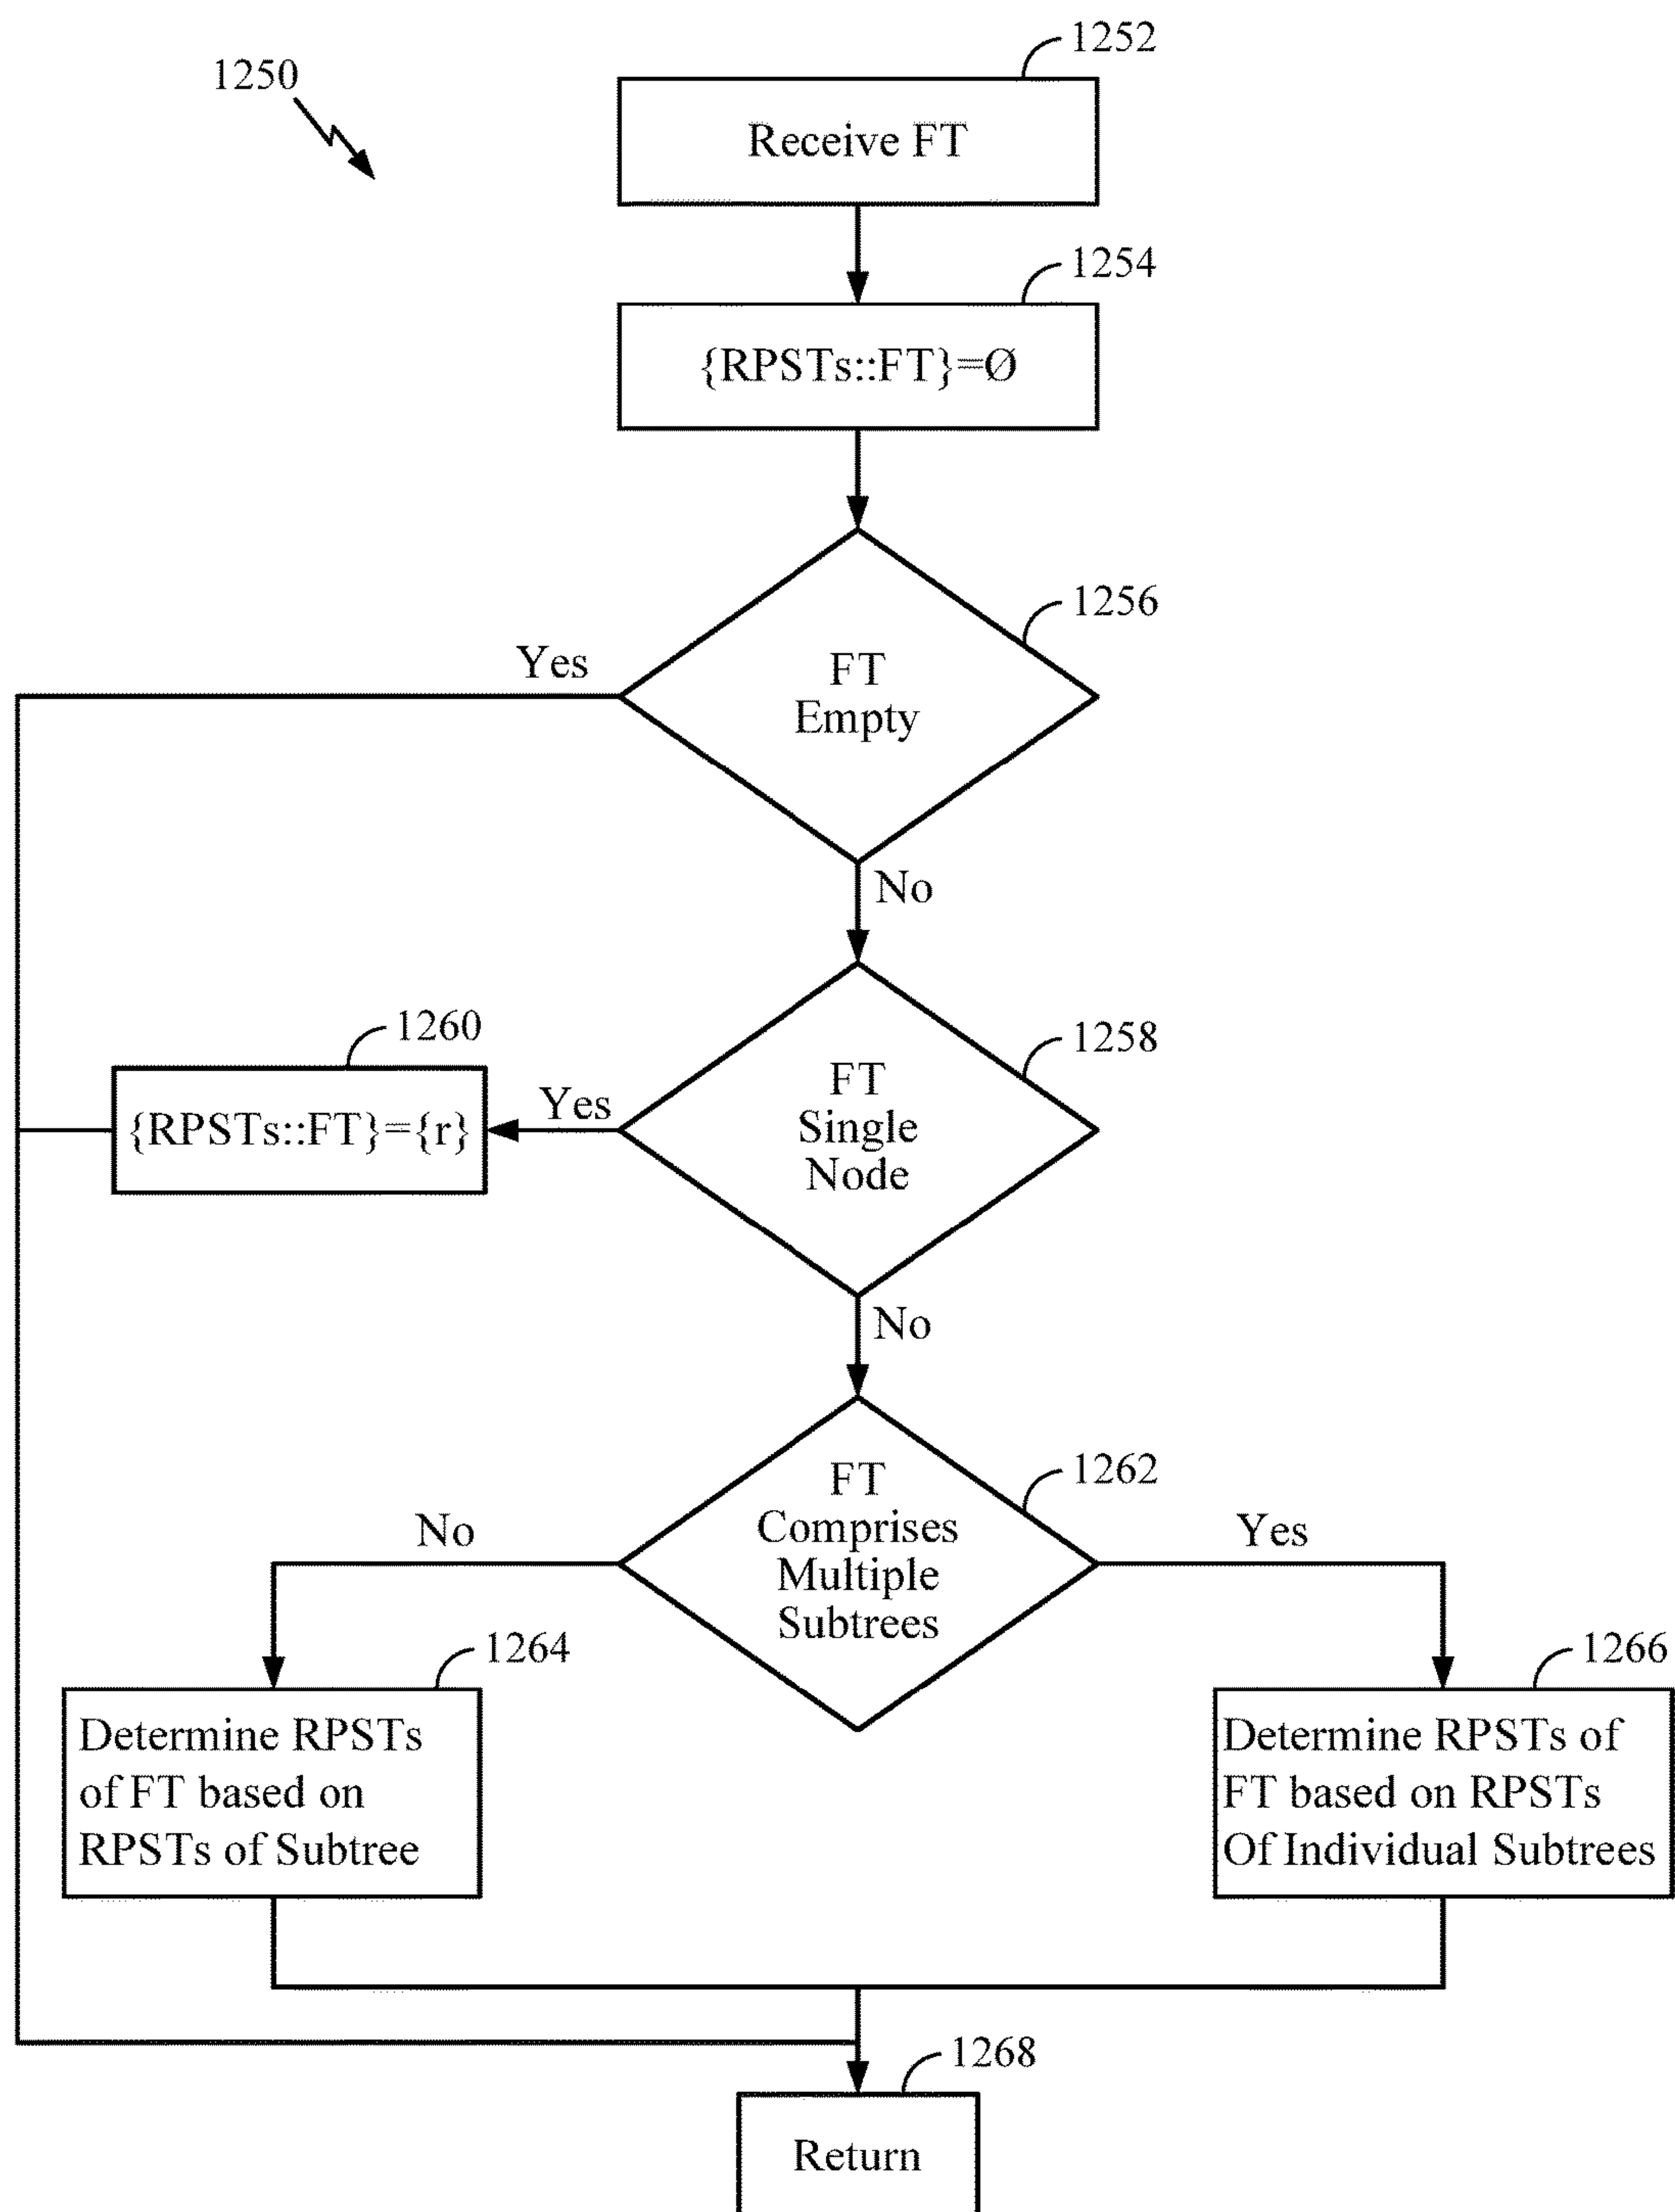 1250
1252
Receive FT
1254
{RPSTs::FT}=Ø
1256
FT
Empty
Yes
No
1258
FT
Single
Node
Yes
1260
{RPSTs::FT}={r}
No
1262
FT
Comprises
Multiple
Subtrees
No
Yes
1264
Determine RPSTs
of FT based on
RPSTs of Subtree
1266
Determine RPSTs of
FT based on RPSTs
Of Individual Subtrees
1268
Return